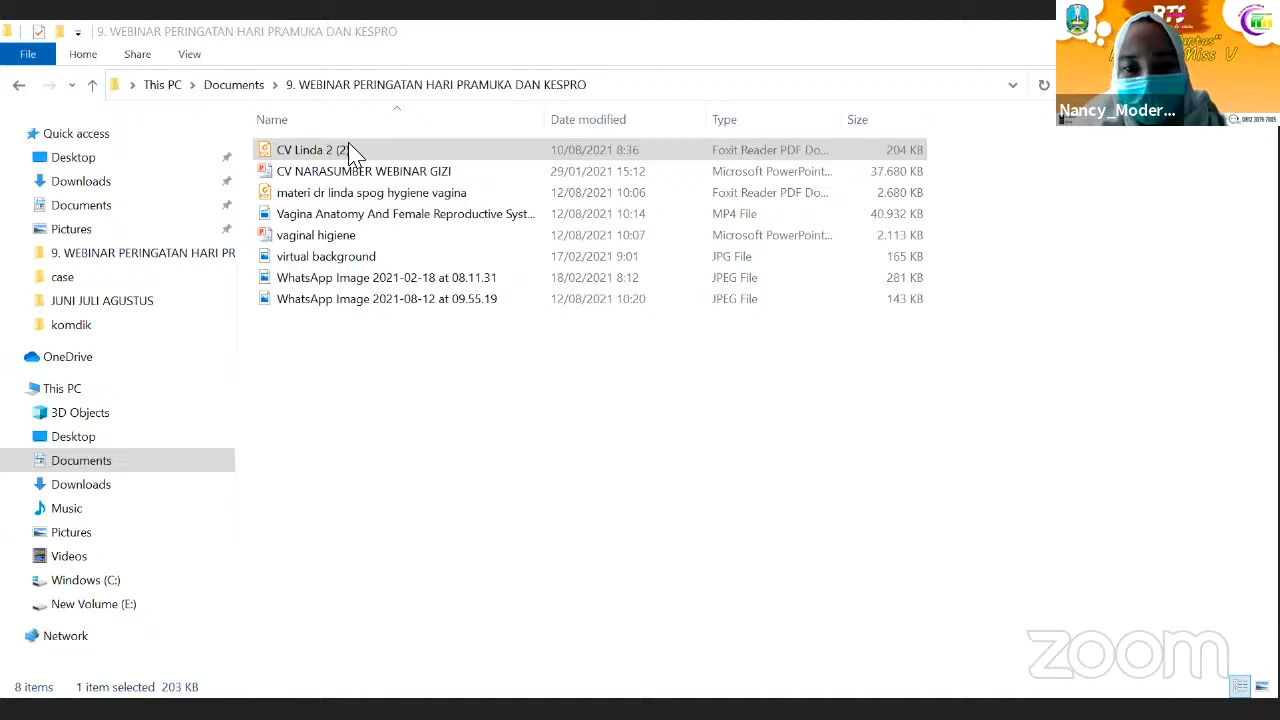 9. WEBINAR PERINGATAN HARI PRAMUKA DAN KESPRO
File Home Share View
This PC Documents 9. WEBINAR PERINGATAN HARI PRAMUKA DAN KESPRO
Name Date modified Type Size
Quick access
Desktop
Downloads
Documents
Pictures
9. WEBINAR PERINGATAN HARI PR
case
JUNI JULI AGUSTUS
komdik
OneDrive
This PC
3D Objects
Desktop
Documents
Downloads
Music
Pictures
Videos
Windows (C:)
New Volume (E:)
Network
CV Linda 2 (2) 10/08/2021 8:36 Foxit Reader PDF Do... 204 KB
CV NARASUMBER WEBINAR GIZI 29/01/2021 15:12 Microsoft PowerPoint... 37.680 KB
materi dr linda spog hygiene vagina 12/08/2021 10:06 Foxit Reader PDF Do... 2.680 KB
Vagina Anatomy And Female Reproductive Syst... 12/08/2021 10:14 MP4 File 40.932 KB
vaginal higiene 12/08/2021 10:07 Microsoft PowerPoint... 2.113 KB
virtual background 17/02/2021 9:01 JPG File 165 KB
WhatsApp Image 2021-02-18 at 08.11.31 18/02/2021 8:12 JPEG File 281 KB
WhatsApp Image 2021-08-12 at 09.55.19 12/08/2021 10:20 JPEG File 143 KB
8 items 1 item selected 203 KB
Miss V
Nancy_Moder...
0812 3079 7005
zoom